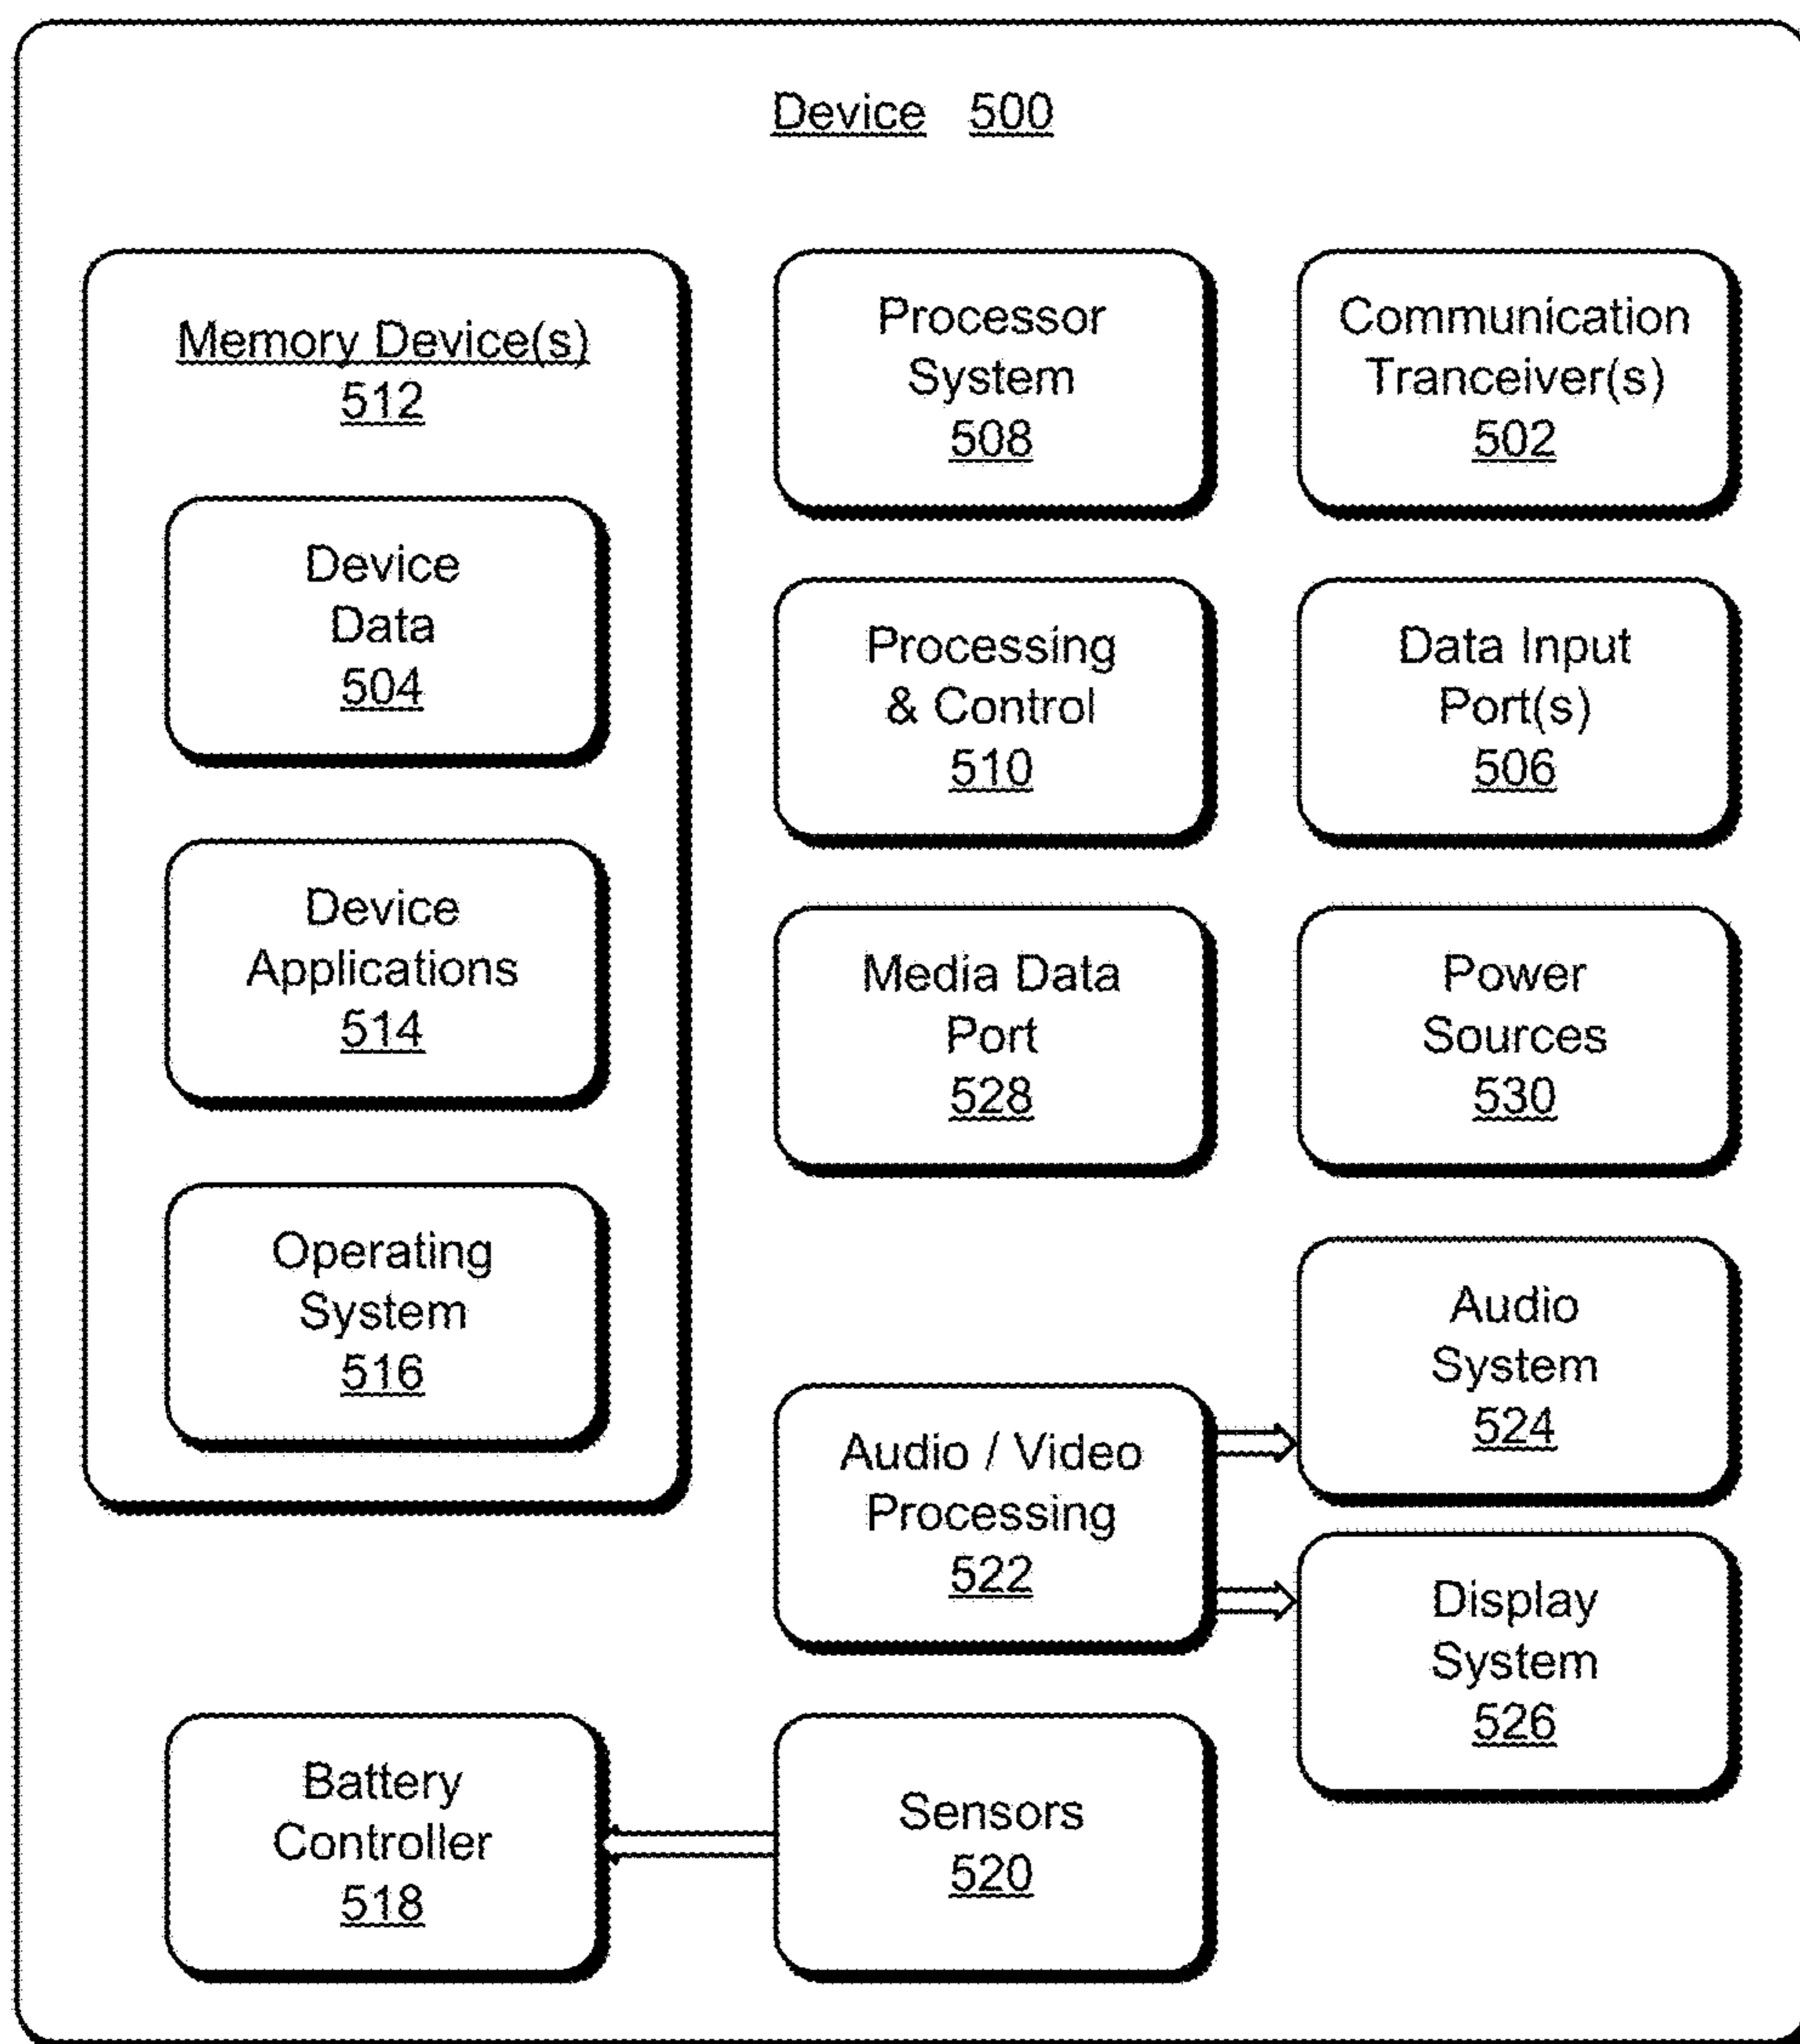 Device 500
Memory Device(s)
512
Device
Data
504
Device
Applications
514
Operating
System
516
Processor
System
508
Communication
Tranceiver(s)
502
Processing
& Control
510
Data Input
Port(s)
506
Media Data
Port
528
Power
Sources
530
Audio / Video
Processing
522
Audio
System
524
Display
System
526
Battery
Controller
518
Sensors
520